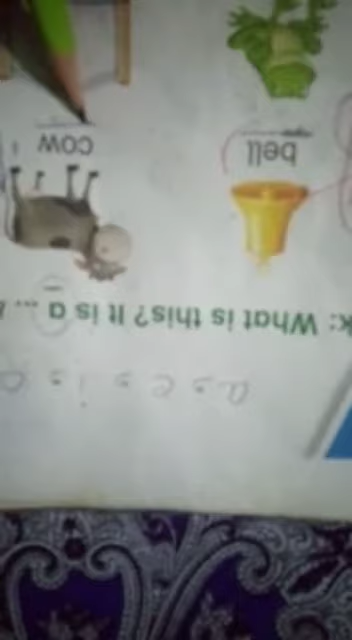 a, e, i, o
: What is this? It is a ...
bell cow